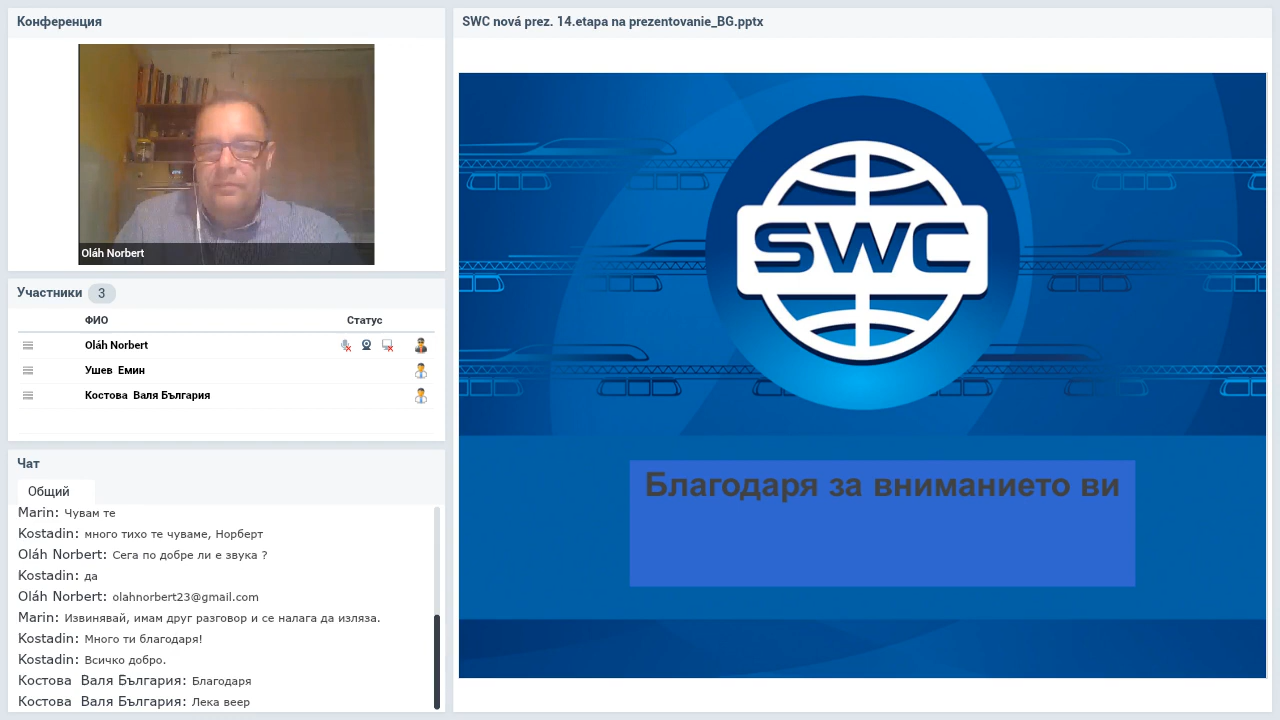 Конференция
Oláh Norbert
Участники 3
ФИО Статус
Oláh Norbert
Ушев Емин
Костова Валя България
Чат
Общий
Marin: Чувам те
Kostadin: много тихо те чуваме, Норберт
Oláh Norbert: Сега по добре ли е звука ?
Kostadin: да
Oláh Norbert: olahnorbert23@gmail.com
Marin: Извинявай, имам друг разговор и се налага да изляза.
Kostadin: Много ти благодаря!
Kostadin: Всичко добро.
Костова Валя България: Благодаря
Костова Валя България: Лека веер
SWC nová prez. 14.etapa na prezentovanie_BG.pptx
SWC
Благодаря за вниманието ви